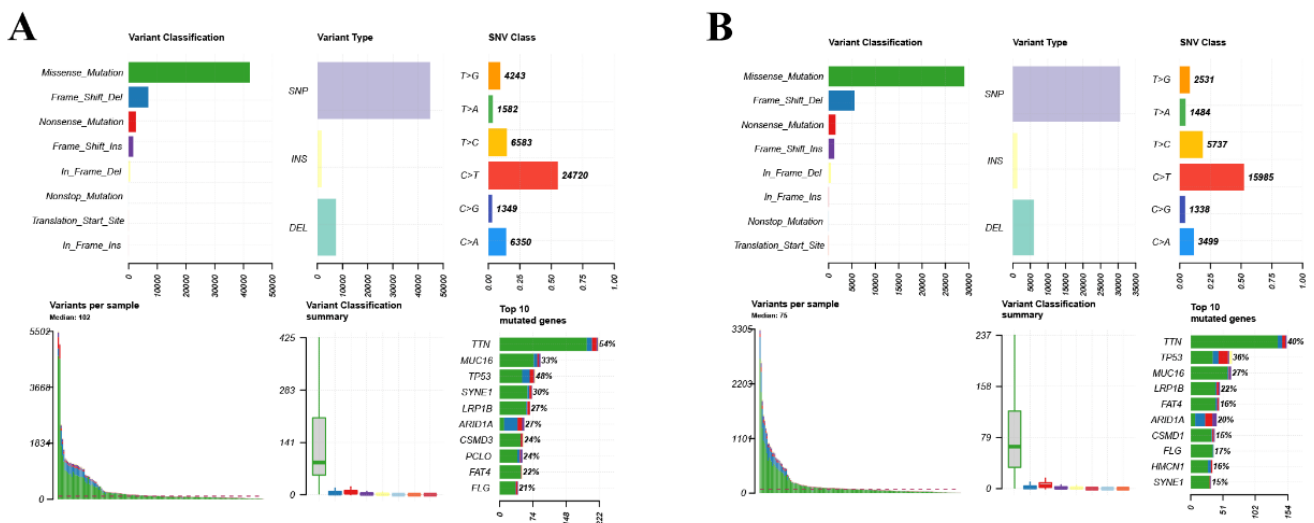 A
Variant Classification
Missense_Mutation
Frame_Shift_Del
Nonsense_Mutation
Frame_Shift_Ins
In_Frame_Del
Nonstop_Mutation
Translation_Start_Site
In_Frame_Ins
0
10000
20000
30000
40000
50000
Variant Type
SNP
INS
DEL
0
10000
20000
30000
40000
50000
SNV Class
T>G 4243
T>A 1582
T>C 6583
C>T 24720
C>G 1349
C>A 6350
0.00
0.25
0.50
0.75
1.00
Variants per sample
Median: 102
5502
3668
1834
0
Variant Classification
summary
425
283
141
0
Top 10
mutated genes
TTN 64%
MUC16 33%
TP53 48%
SYNE1 30%
LRP1B 27%
ARID1A 27%
CSMD3 24%
PCLO 24%
FAT4 22%
FLG 21%
0 74 148 222
B
Variant Classification
Missense_Mutation
Frame_Shift_Del
Nonsense_Mutation
Frame_Shift_Ins
In_Frame_Del
In_Frame_Ins
Nonstop_Mutation
Translation_Start_Site
0
5000
10000
15000
20000
25000
30000
Variant Type
SNP
INS
DEL
0
5000
10000
15000
20000
25000
30000
35000
SNV Class
T>G 2531
T>A 1484
T>C 5737
C>T 15985
C>G 1338
C>A 3499
0.00
0.25
0.50
0.75
1.00
Variants per sample
Median: 75
3305
2203
1101
0
Variant Classification
summary
237
158
79
0
Top 10
mutated genes
TTN 40%
TP53 36%
MUC16 27%
LRP1B 22%
FAT4 16%
ARID1A 20%
CSMD1 15%
FLG 17%
HMCN1 16%
SYNE1 15%
0 51 102 154